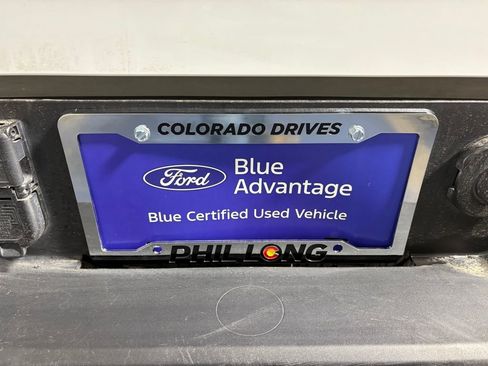 COLORADO DRIVES
Ford
Blue
Advantage
Blue Certified Used Vehicle
PHIL LONG